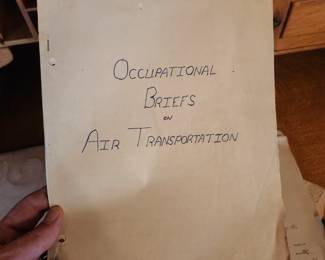 OCCUPATIONAL
BRIEFS
ON
AIR TRANSPORTATION